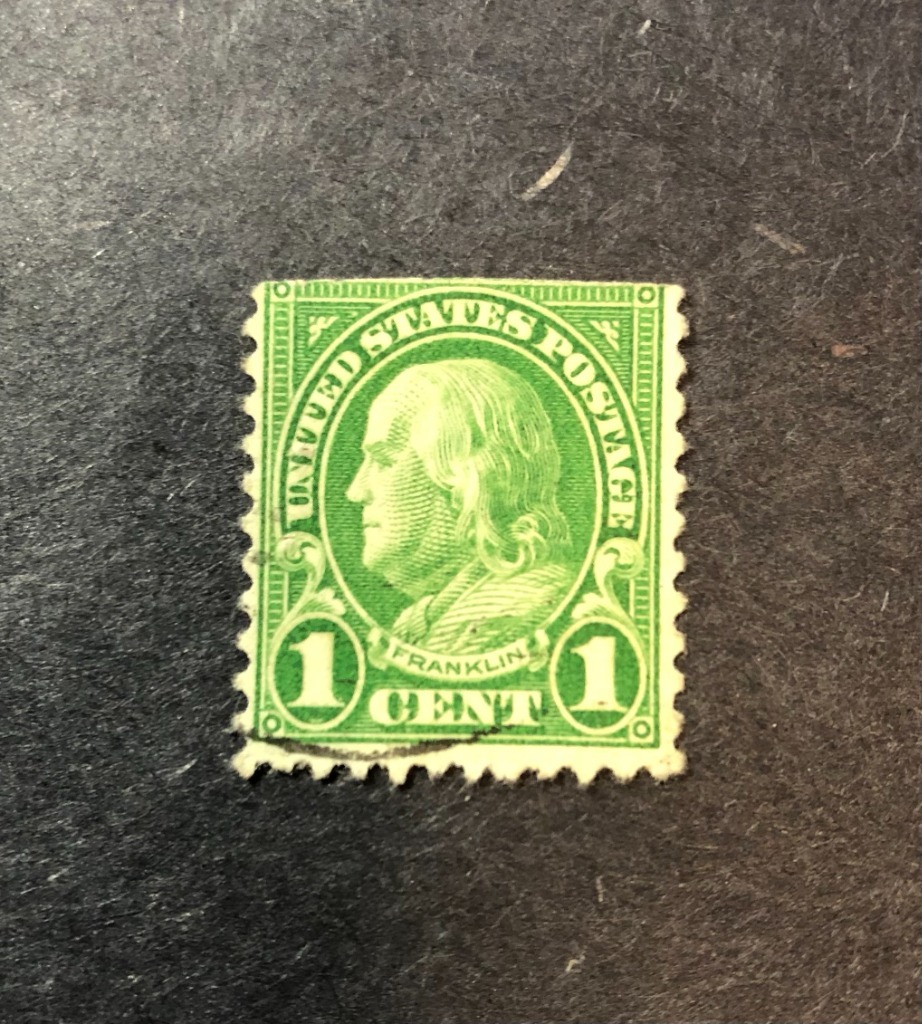 UNITED STATES POSTAGE
FRANKLIN
1 CENT 1